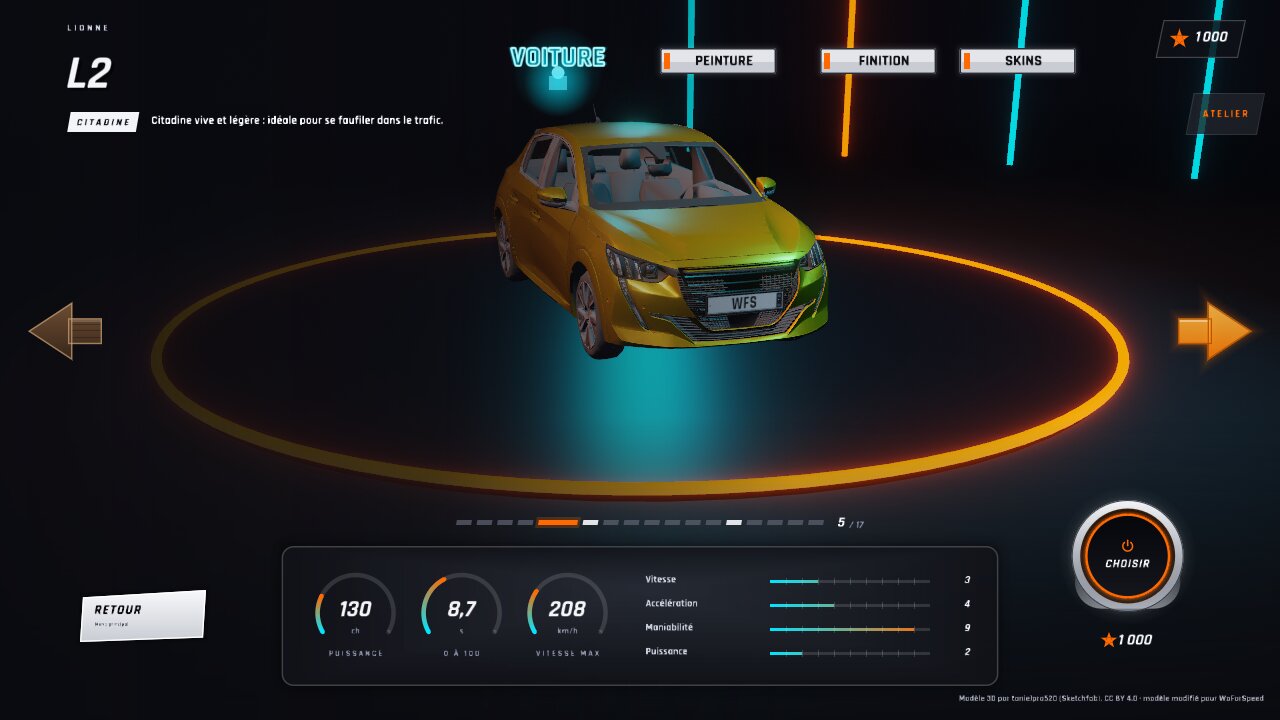 LIONNE
L2
CITADINE
Citadine vive et légère : idéale pour se faufiler dans le trafic.
VOITURE
PEINTURE
FINITION
SKINS
1000
ATELIER
WFS
5 / 17
130
ch
PUISSANCE
8,7
s
0 À 100
208
km/h
VITESSE MAX
Vitesse 3
Accélération 4
Maniabilité 9
Puissance 2
CHOISIR
1 000
RETOUR
Menu principal
Modèle 3D par tonielpro520 (Sketchfab), CC BY 4.0 - modèle modifié pour WoForSpeed